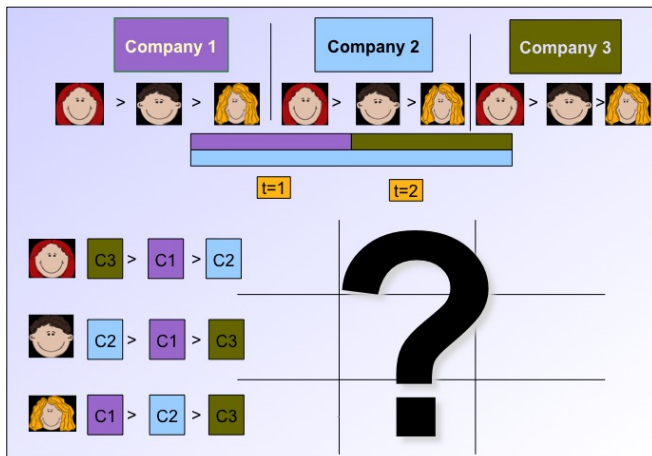 Company 1 Company 2 Company 3
> > > > > >
t=1 t=2
C3 > C1 > C2
C2 > C1 > C3
C1 > C2 > C3
?